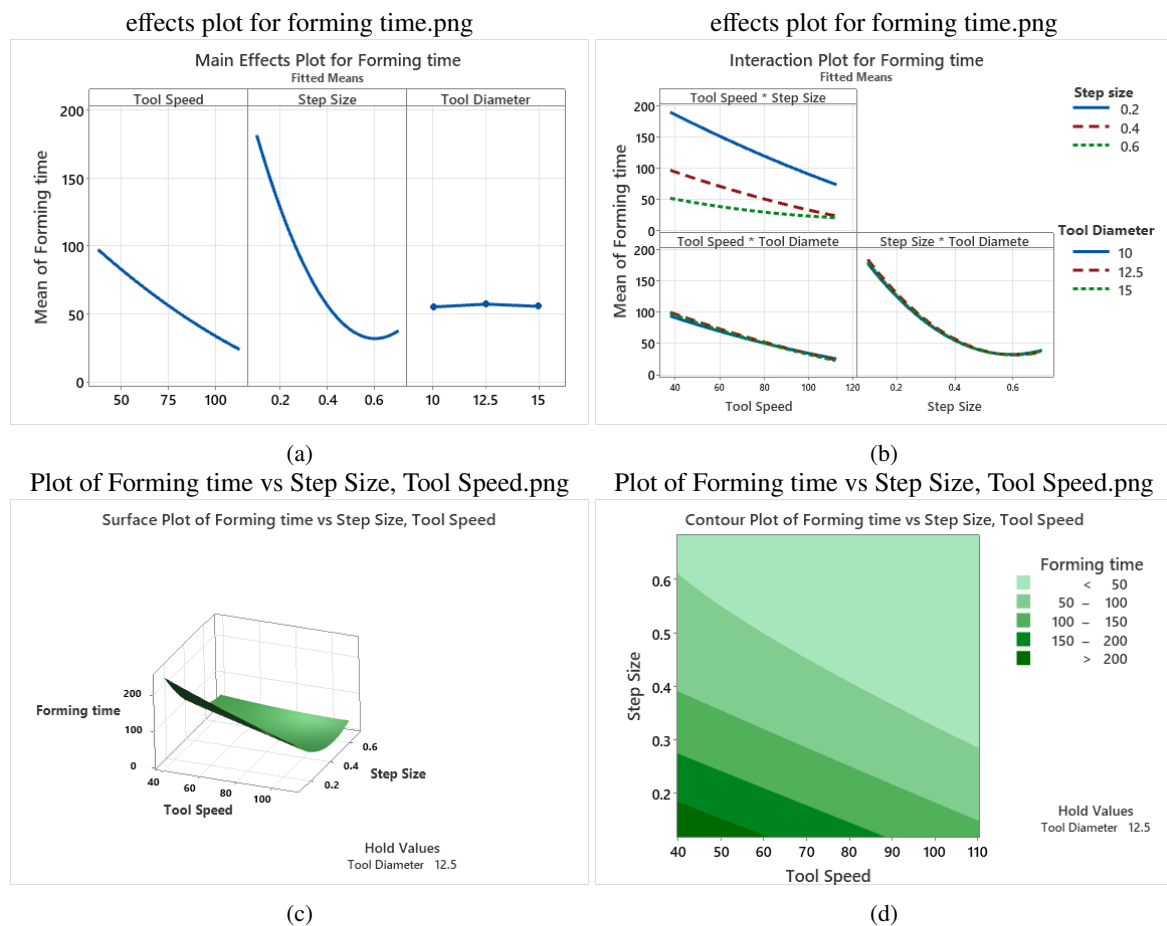 effects plot for forming time.png
Main Effects Plot for Forming time
Fitted Means
Tool Speed
Step Size
Tool Diameter
Mean of Forming time
200
150
100
50
0
50 75 100
0.2 0.4 0.6
10 12.5 15
(a)
effects plot for forming time.png
Interaction Plot for Forming time
Fitted Means
Tool Speed * Step Size
Step size
0.2
0.4
0.6
Mean of Forming time
200
150
100
50
0
Tool Speed * Tool Diamete
Step Size * Tool Diamete
Tool Diameter
10
12.5
15
200
150
100
50
0
40 60 80 100 120
0.2 0.4 0.6
Tool Speed
Step Size
(b)
Plot of Forming time vs Step Size, Tool Speed.png
Surface Plot of Forming time vs Step Size, Tool Speed
Forming time
200
100
0
40 60 80 100
Tool Speed
0.2
0.4
0.6
Step Size
Hold Values
Tool Diameter 12.5
(c)
Plot of Forming time vs Step Size, Tool Speed.png
Contour Plot of Forming time vs Step Size, Tool Speed
Step Size
0.6
0.5
0.4
0.3
0.2
40 50 60 70 80 90 100 110
Tool Speed
Forming time
< 50
50 – 100
100 – 150
150 – 200
> 200
Hold Values
Tool Diameter 12.5
(d)